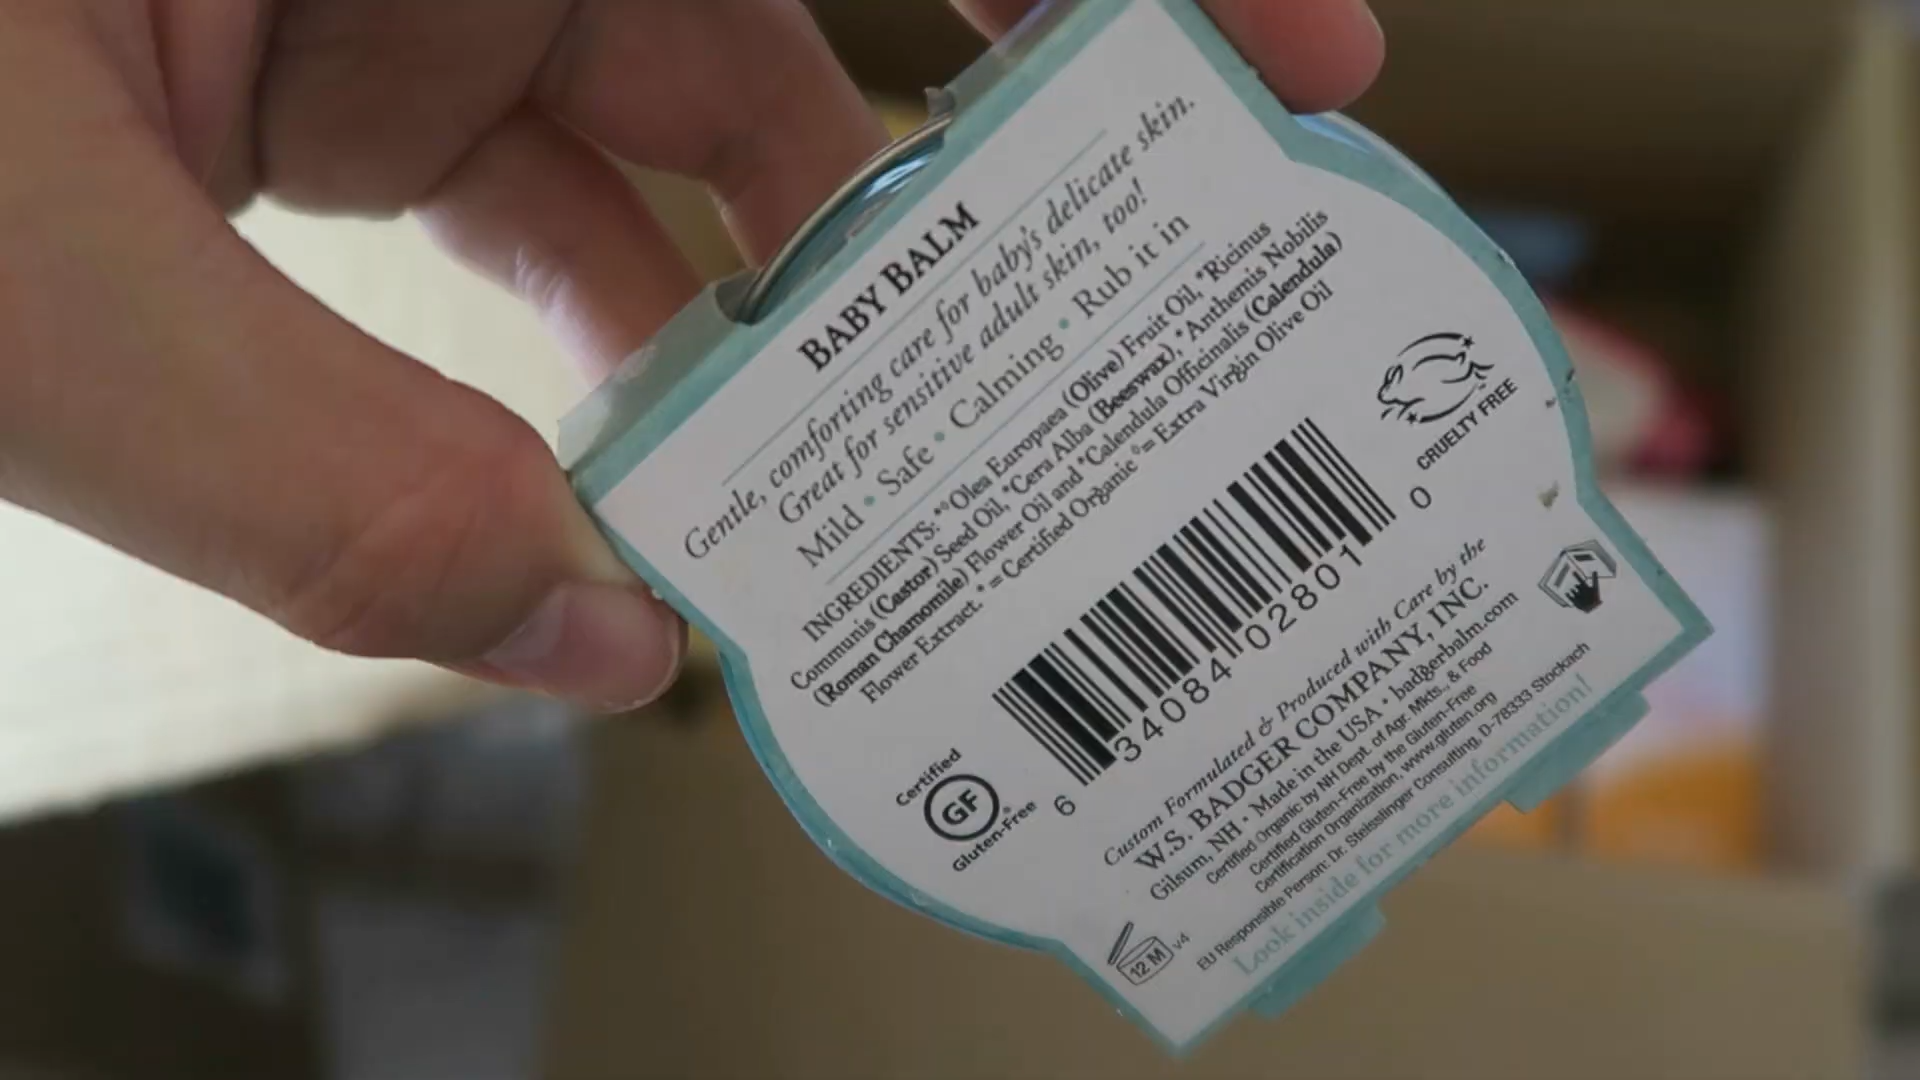 BABY BALM
Gentle, comforting care for baby's delicate skin.
Great for sensitive adult skin, too!
Mild • Safe • Calming • Rub it in
INGREDIENTS: *°Olea Europaea (Olive) Fruit Oil, *Ricinus
Communis (Castor) Seed Oil, *Cera Alba (Beeswax), *Anthemis Nobilis
(Roman Chamomile) Flower Oil and *Calendula Officinalis (Calendula)
Flower Extract. *= Certified Organic °= Extra Virgin Olive Oil
CRUELTY FREE
6 34084 02801 0
Certified
GF®
Gluten-Free
Custom Formulated & Produced with Care by the
W.S. BADGER COMPANY, INC.
Gilsum, NH • Made in the USA • badgerbalm.com
Certified Organic by NH Dept. of Agr. Mkts., & Food
Certified Gluten-Free by the Gluten-Free
Certification Organization, www.gluten.org
EU Responsible Person: Dr. Steisslinger Consulting, D-78333 Stockach
Look inside for more information!
12 M v4